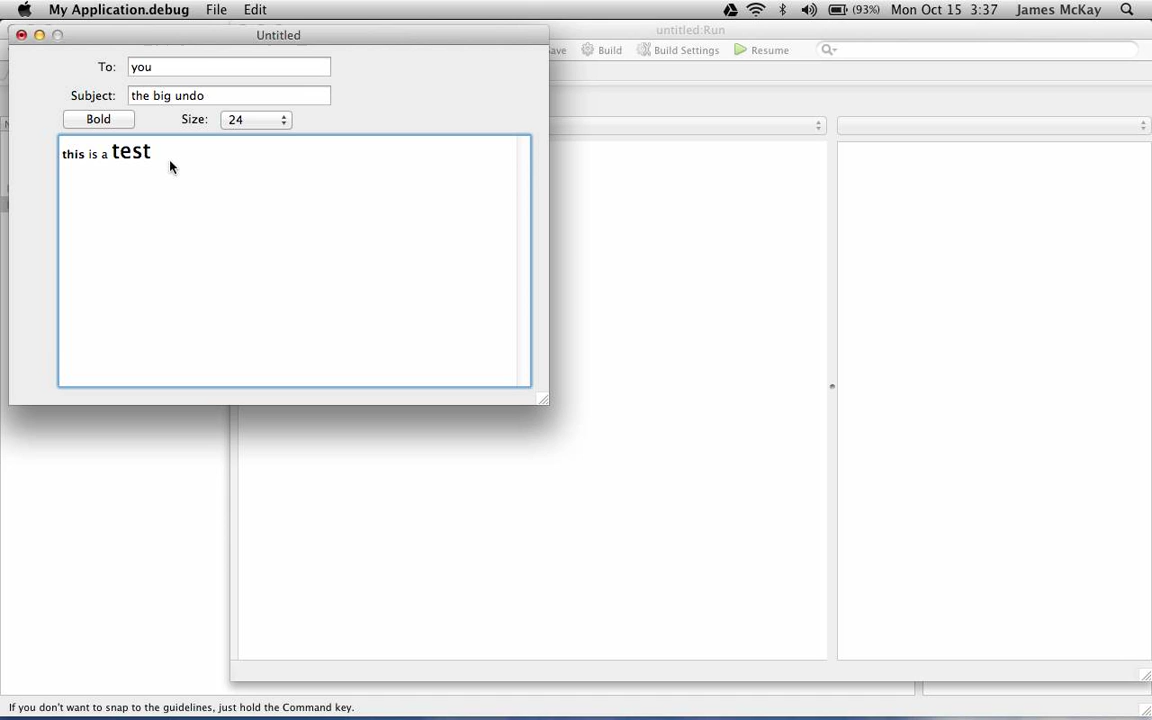 My Application.debug File Edit (93%) Mon Oct 15 3:37 James McKay
Untitled
untitled:Run
Build Build Settings Resume
To: you
Subject: the big undo
Bold Size: 24
this is a test
If you don't want to snap to the guidelines, just hold the Command key.